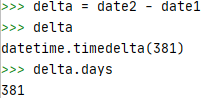 >>> delta = date2 - date1
>>> delta
datetime.timedelta(381)
>>> delta.days
381